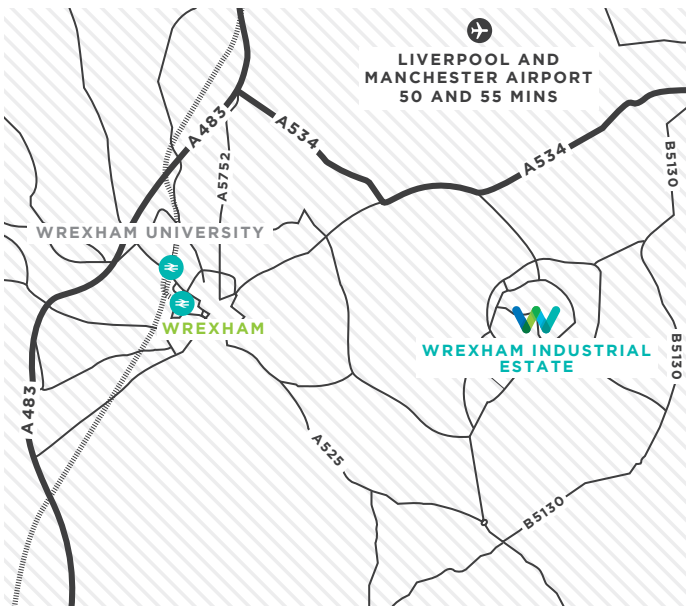 LIVERPOOL AND
MANCHESTER AIRPORT
50 AND 55 MINS
A483
A534
A534
B5130
A5752
WREXHAM UNIVERSITY
WREXHAM
WREXHAM INDUSTRIAL
ESTATE
B5130
A483
A525
B5130